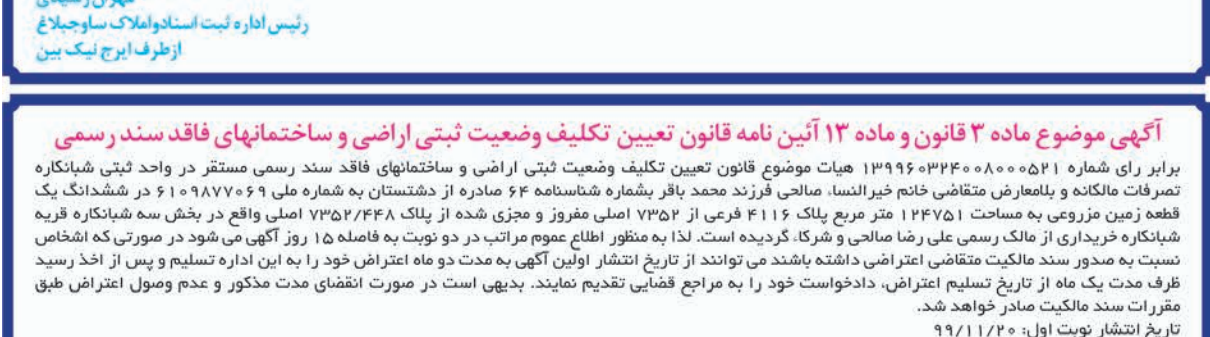 مهران رشیدی
رئیس اداره ثبت اسنادواملاک ساوجبلاغ
ازطرف ایرج نیک بین
آگهی موضوع ماده ۳ قانون و ماده ۱۳ آئین نامه قانون تعیین تکلیف وضعیت ثبتی اراضی و ساختمانهای فاقد سند رسمی
برابر رای شماره ۱۳۹۹۶۰۳۲۴۰۰۸۰۰۰۵۲۱ هیات موضوع قانون تعیین تکلیف وضعیت ثبتی اراضی و ساختمانهای فاقد سند رسمی مستقر در واحد ثبتی شبانکاره
تصرفات مالکانه و بلامعارض متقاضی خانم خیرالنساء صالحی فرزند محمد باقر بشماره شناسنامه ۶۴ صادره از دشتستان به شماره ملی ۶۱۰۹۸۷۷۰۶۹ در ششدانگ یک
قطعه زمین مزروعی به مساحت ۱۲۴۷۵۱ متر مربع پلاک ۴۱۱۶ فرعی از ۷۳۵۲ اصلی مفروز و مجزی شده از پلاک ۷۳۵۲/۴۴۸ اصلی واقع در بخش سه شبانکاره قریه
شبانکاره خریداری از مالک رسمی علی رضا صالحی و شرکاء گردیده است. لذا به منظور اطلاع عموم مراتب در دو نوبت به فاصله ۱۵ روز آگهی می شود در صورتی که اشخاص
نسبت به صدور سند مالکیت متقاضی اعتراضی داشته باشند می توانند از تاریخ انتشار اولین آگهی به مدت دو ماه اعتراض خود را به این اداره تسلیم و پس از اخذ رسید
ظرف مدت یک ماه از تاریخ تسلیم اعتراض، دادخواست خود را به مراجع قضایی تقدیم نمایند. بدیهی است در صورت انقضای مدت مذکور و عدم وصول اعتراض طبق
مقررات سند مالکیت صادر خواهد شد.
تاریخ انتشار نوبت اول: ۹۹/۱۱/۲۰